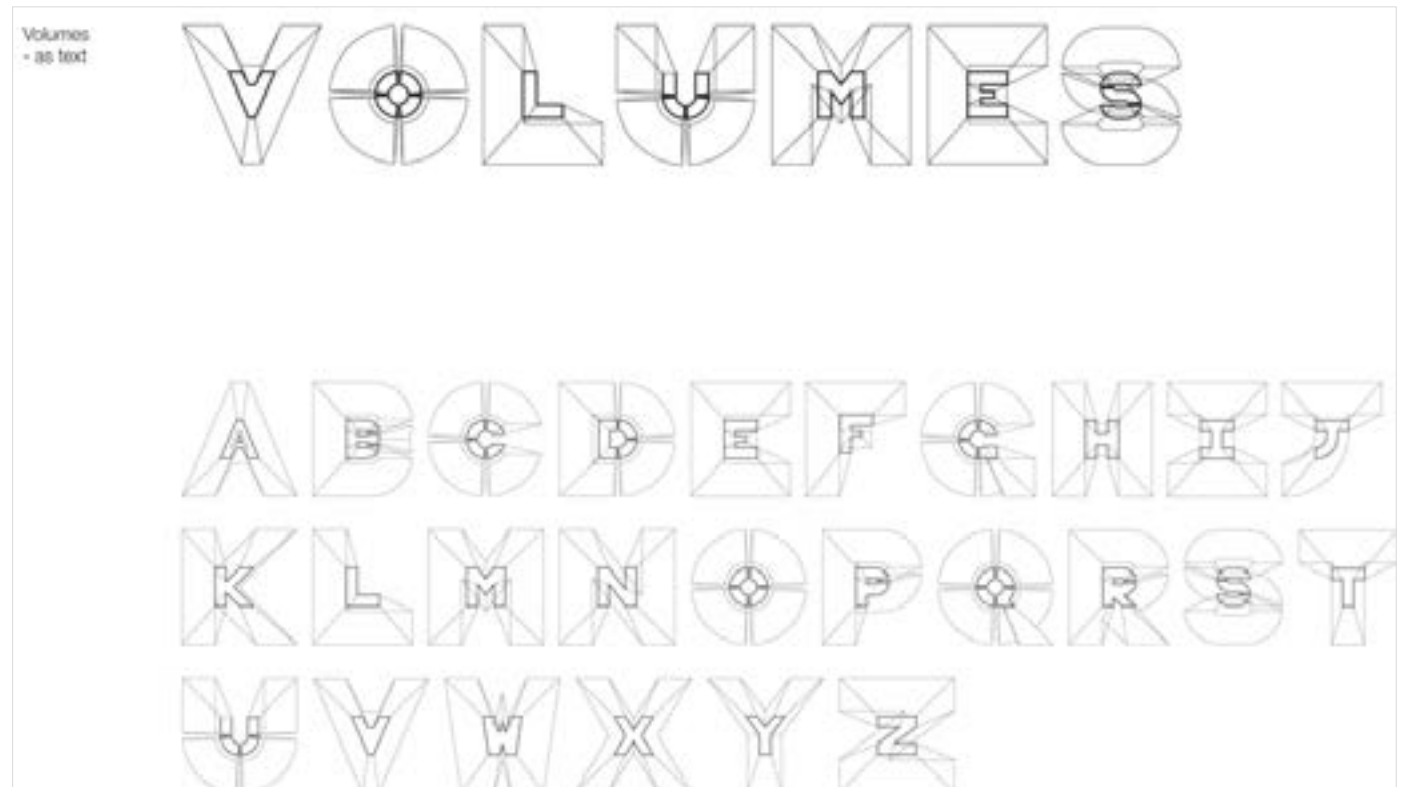 Volumes
- as text
VOLUMES
ABCDEFGHIJ
KLMNOPQRST
UVWXYZ